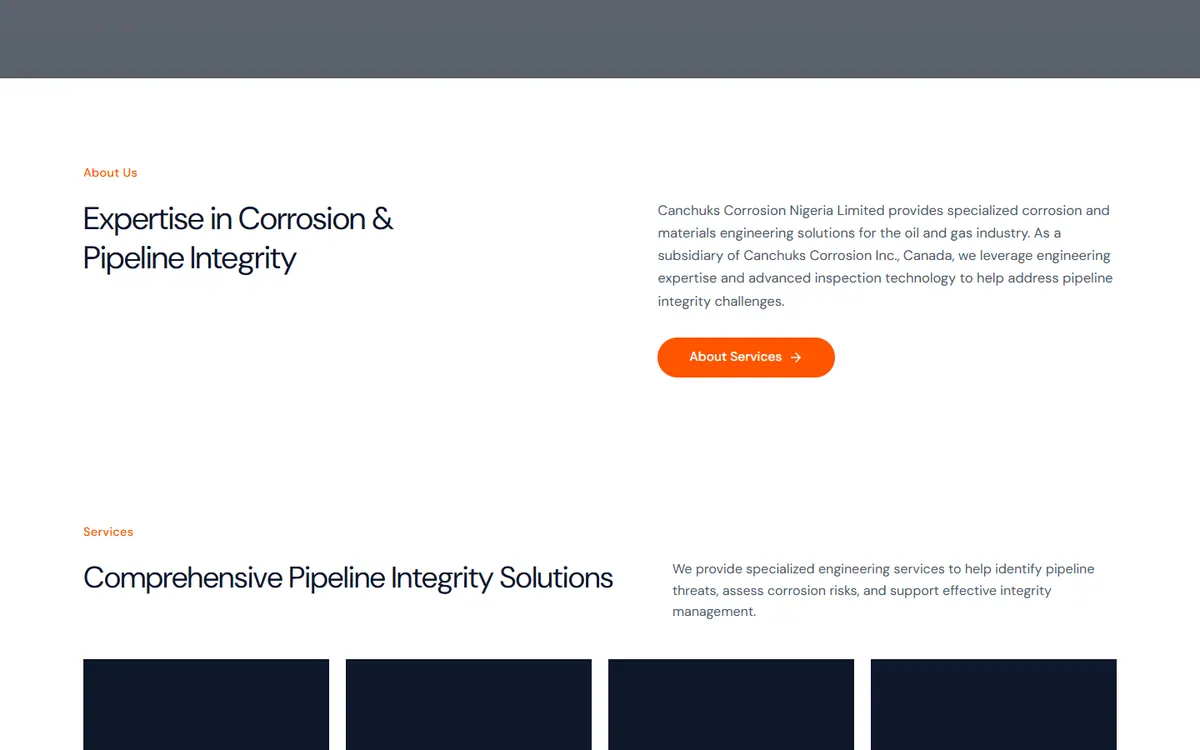 About Us
Expertise in Corrosion &
Pipeline Integrity
Canchuks Corrosion Nigeria Limited provides specialized corrosion and
materials engineering solutions for the oil and gas industry. As a
subsidiary of Canchuks Corrosion Inc., Canada, we leverage engineering
expertise and advanced inspection technology to help address pipeline
integrity challenges.
About Services →
Services
Comprehensive Pipeline Integrity Solutions
We provide specialized engineering services to help identify pipeline
threats, assess corrosion risks, and support effective integrity
management.